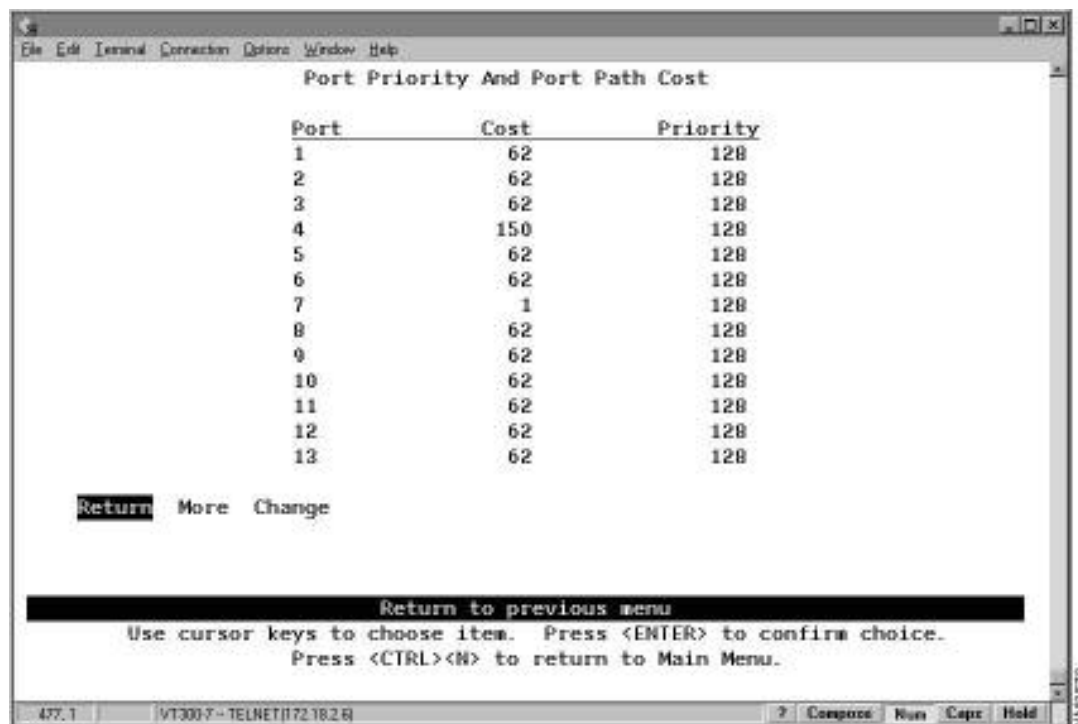 File Edit Terminal Connection Options Window Help
Port Priority And Port Path Cost
Port Cost Priority
1 62 128
2 62 128
3 62 128
4 150 128
5 62 128
6 62 128
7 1 128
8 62 128
9 62 128
10 62 128
11 62 128
12 62 128
13 62 128
Return More Change
Return to previous menu
Use cursor keys to choose item. Press <ENTER> to confirm choice.
Press <CTRL><N> to return to Main Menu.
477, 1 VT300-7 -- TELNET(172.18.2.6) ? Compose Num Caps Hold